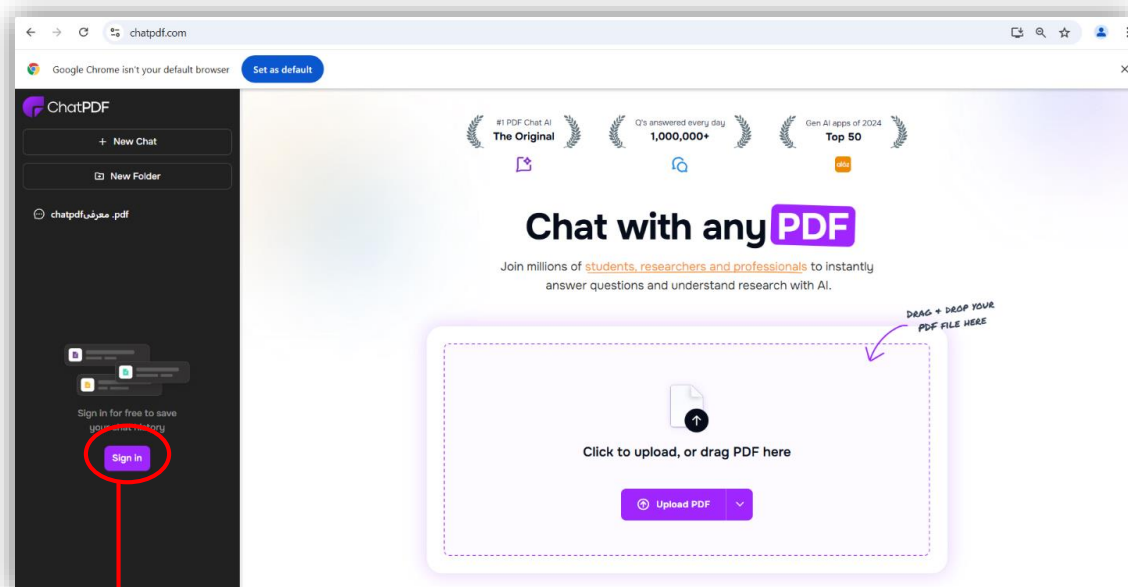 chatpdf.com
Google Chrome isn't your default browser
Set as default
ChatPDF
+ New Chat
New Folder
chatpdfمعرفی .pdf
Sign in for free to save
your chat history
Sign in
#1 PDF Chat AI
The Original
Q's answered every day
1,000,000+
Gen AI apps of 2024
Top 50
a16z
Chat with any PDF
Join millions of students, researchers and professionals to instantly
answer questions and understand research with AI.
DRAG + DROP YOUR
PDF FILE HERE
Click to upload, or drag PDF here
Upload PDF